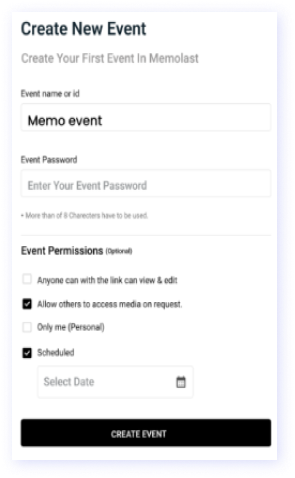 Create New Event
Create Your First Event In Memolast
Event name or id
Memo event
Event Password
Enter Your Event Password
* More than of 8 Charecters have to be used.
Event Permissions (Optional)
Anyone can with the link can view & edit
Allow others to access media on request.
Only me (Personal)
Scheduled
Select Date
CREATE EVENT